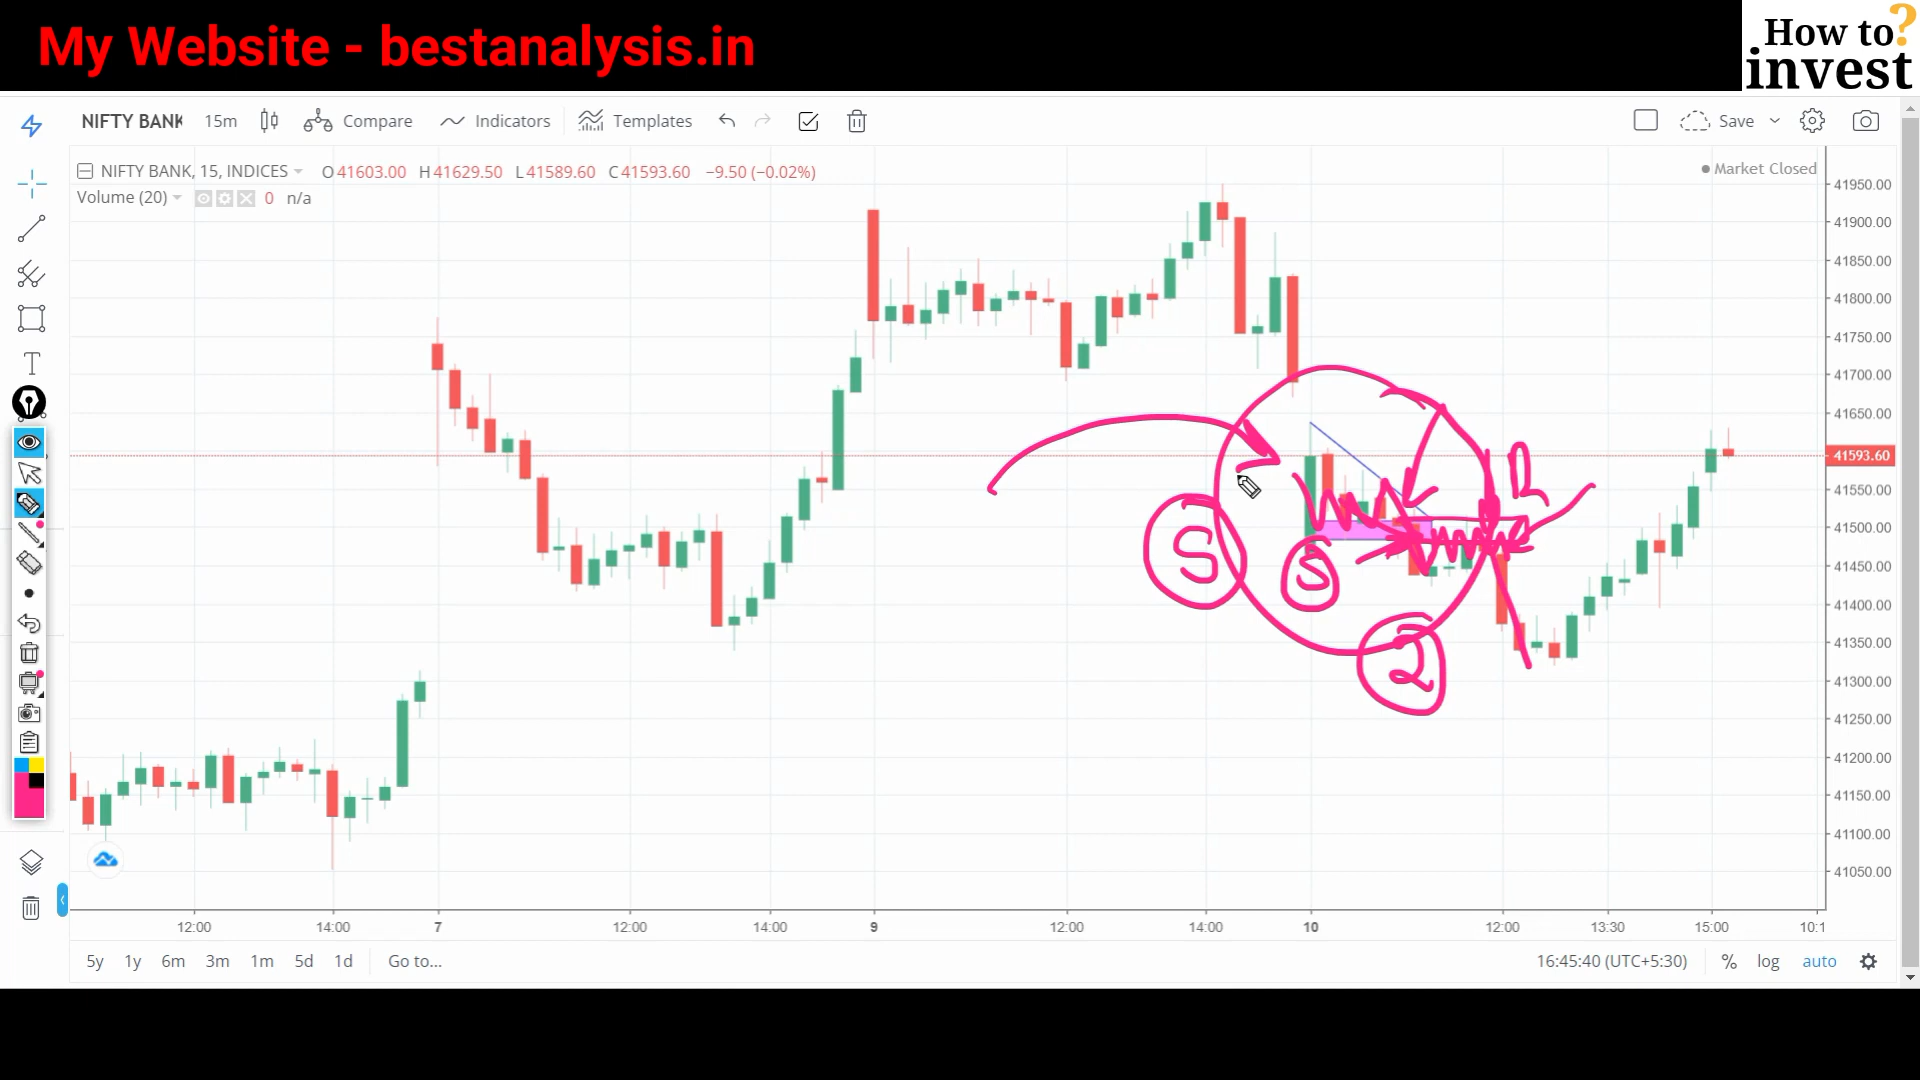 My Website - bestanalysis.in
How to?
invest
NIFTY BANK 15m Compare Indicators Templates Save
NIFTY BANK, 15, INDICES O41603.00 H41629.50 L41589.60 C41593.60 −9.50 (−0.02%)
Market Closed
Volume (20) 0 n/a
41950.00
41900.00
41850.00
41800.00
41750.00
41700.00
41650.00
41593.60
41550.00
41500.00
41450.00
41400.00
41350.00
41300.00
41250.00
41200.00
41150.00
41100.00
41050.00
S
S
2
12:00 14:00 7 12:00 14:00 9 12:00 14:00 10 12:00 13:30 15:00 10:1
5y 1y 6m 3m 1m 5d 1d Go to... 16:45:40 (UTC+5:30) % log auto